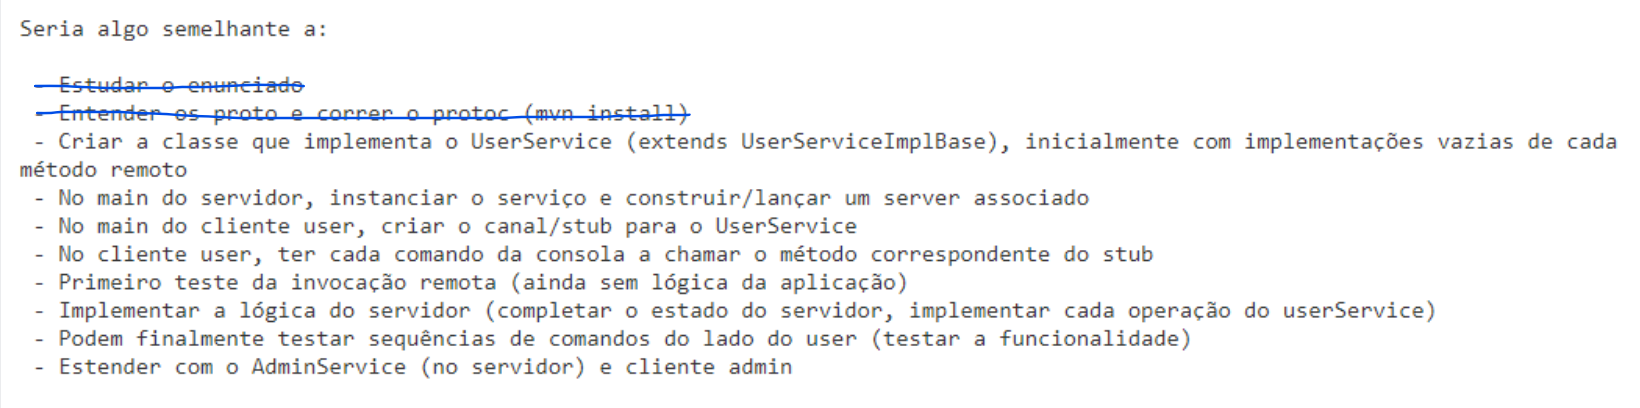 Seria algo semelhante a:
- Estudar o enunciado
- Entender os proto e correr o protoc (mvn install)
- Criar a classe que implementa o UserService (extends UserServiceImplBase), inicialmente com implementações vazias de cada
método remoto
- No main do servidor, instanciar o serviço e construir/lançar um server associado
- No main do cliente user, criar o canal/stub para o UserService
- No cliente user, ter cada comando da consola a chamar o método correspondente do stub
- Primeiro teste da invocação remota (ainda sem lógica da aplicação)
- Implementar a lógica do servidor (completar o estado do servidor, implementar cada operação do userService)
- Podem finalmente testar sequências de comandos do lado do user (testar a funcionalidade)
- Estender com o AdminService (no servidor) e cliente admin